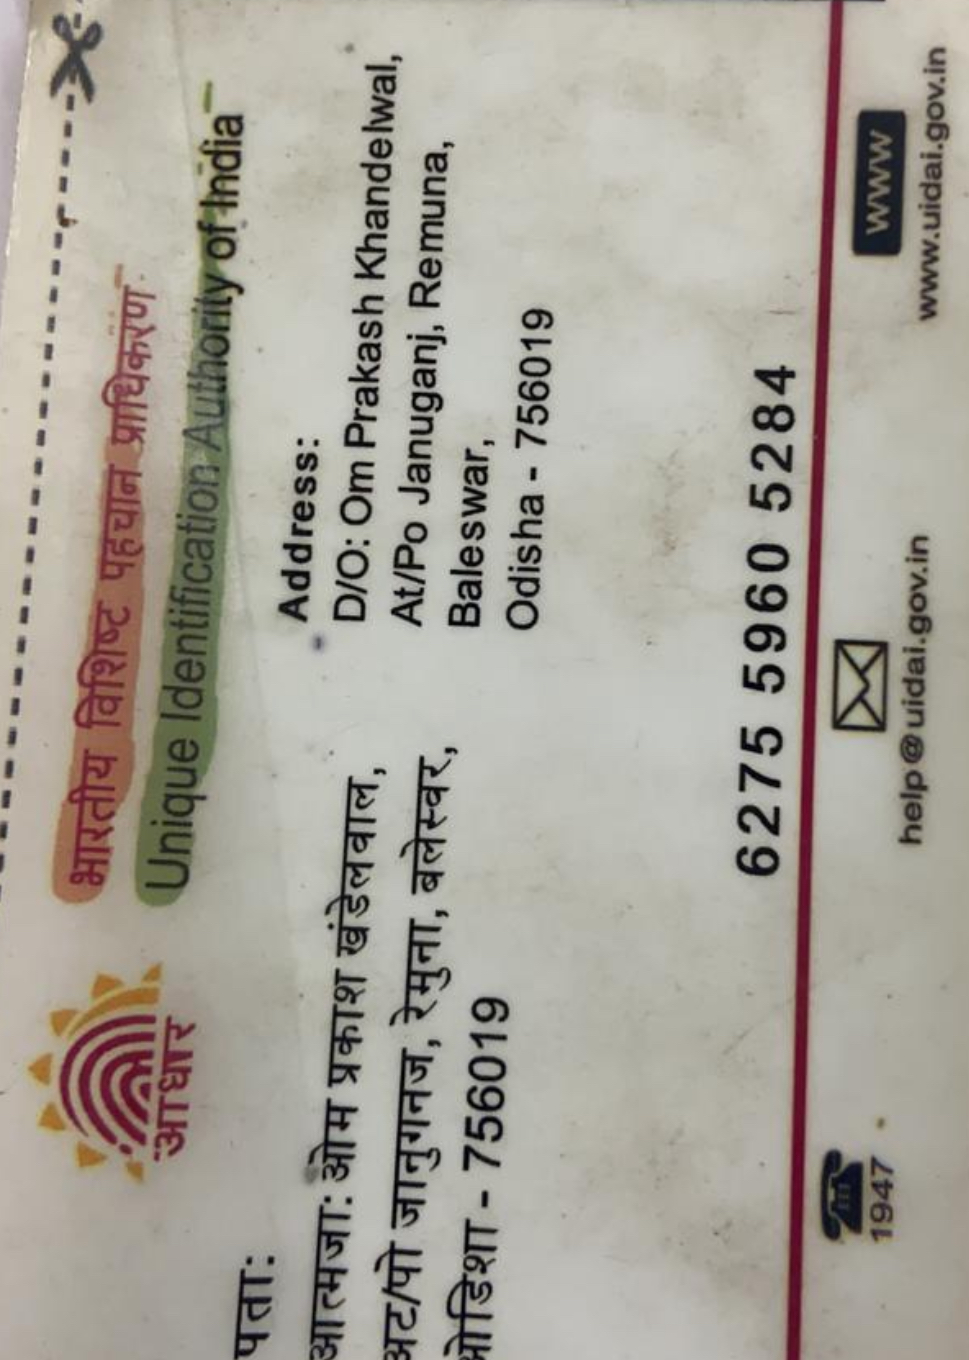 भारतीय विशिष्ट पहचान प्राधिकरण
Unique Identification Authority of India
आधार
पता:
आत्मजा: ओम प्रकाश खंडेलवाल,
अट/पो जानुगनज, रेमुना, बलेस्वर,
ओडिशा - 756019
Address:
D/O: Om Prakash Khandelwal,
At/Po Januganj, Remuna,
Baleswar,
Odisha - 756019
6275 5960 5284
1947
help@uidai.gov.in
WWW
www.uidai.gov.in